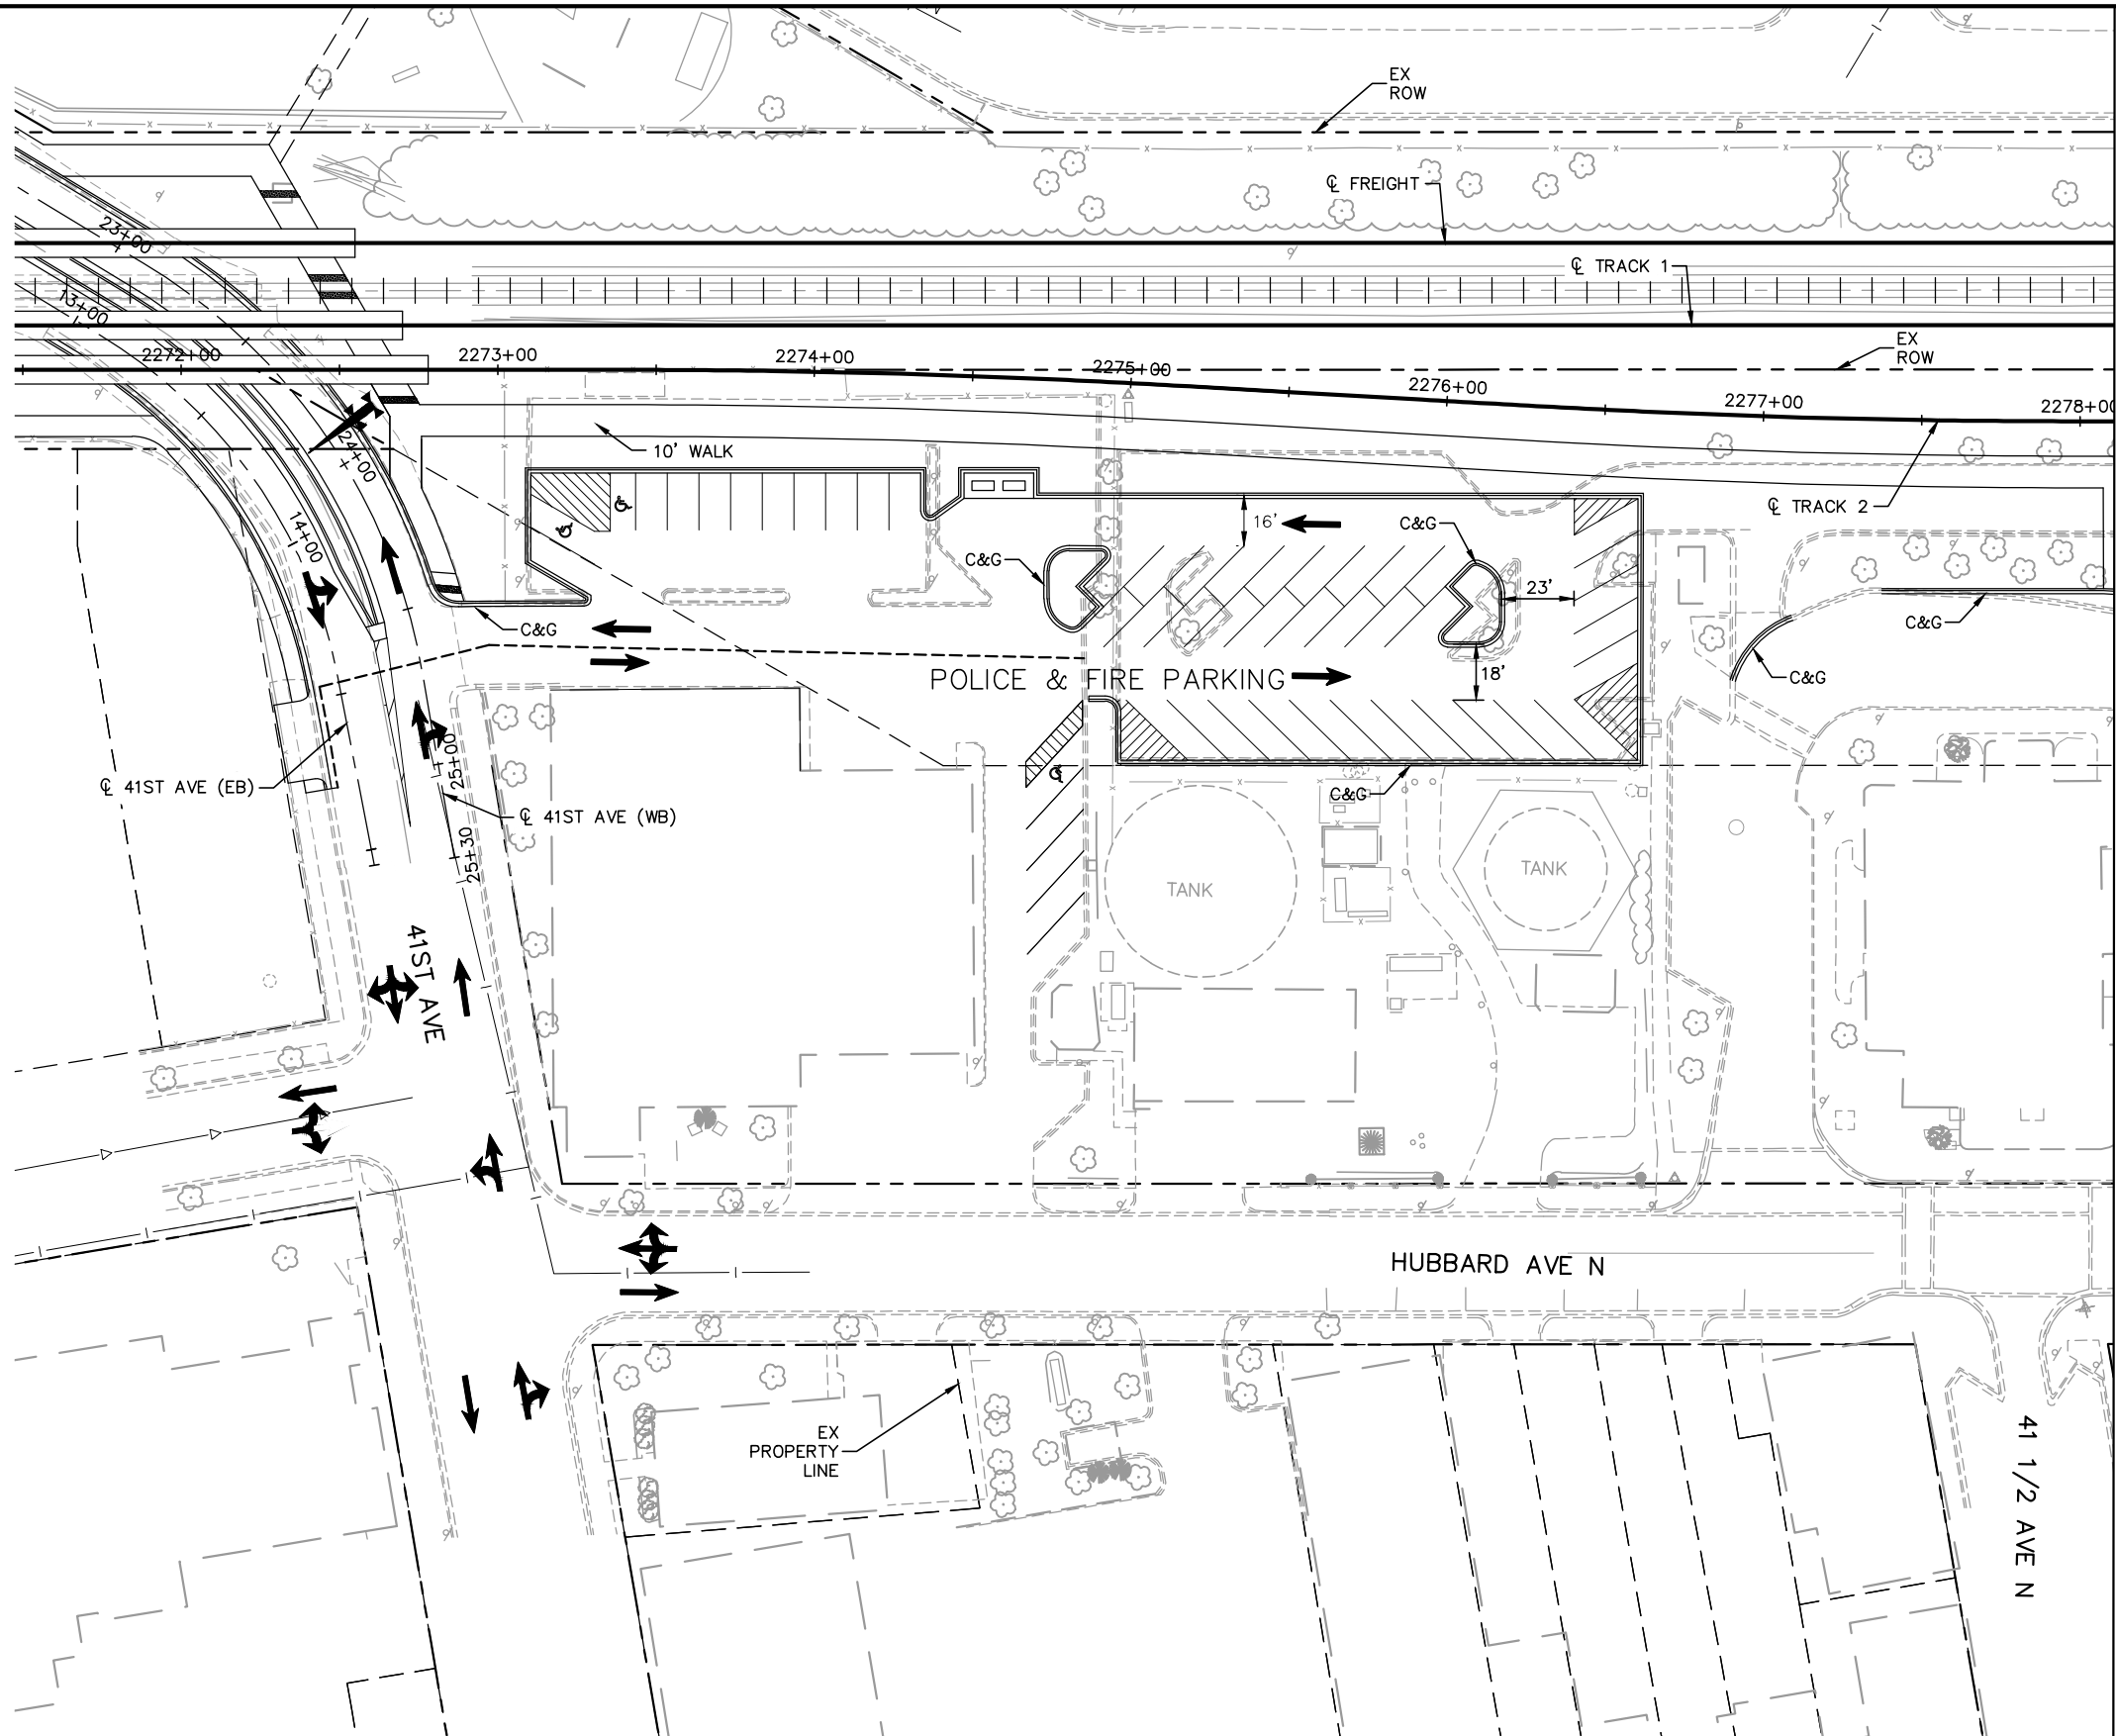 EX
ROW
℄ FREIGHT
23+00
℄ TRACK 1
13+00
EX
ROW
2272+00
2273+00
2274+00
2275+00
2276+00
2277+00
2278+00
10' WALK
24+00
℄ TRACK 2
14+00
16'
C&G
C&G
23'
C&G
C&G
C&G
18'
POLICE & FIRE PARKING
25+00
℄ 41ST AVE (EB)
℄ 41ST AVE (WB)
C&G
25+30
TANK
TANK
41ST AVE
HUBBARD AVE N
EX
PROPERTY
LINE
41 1/2 AVE N